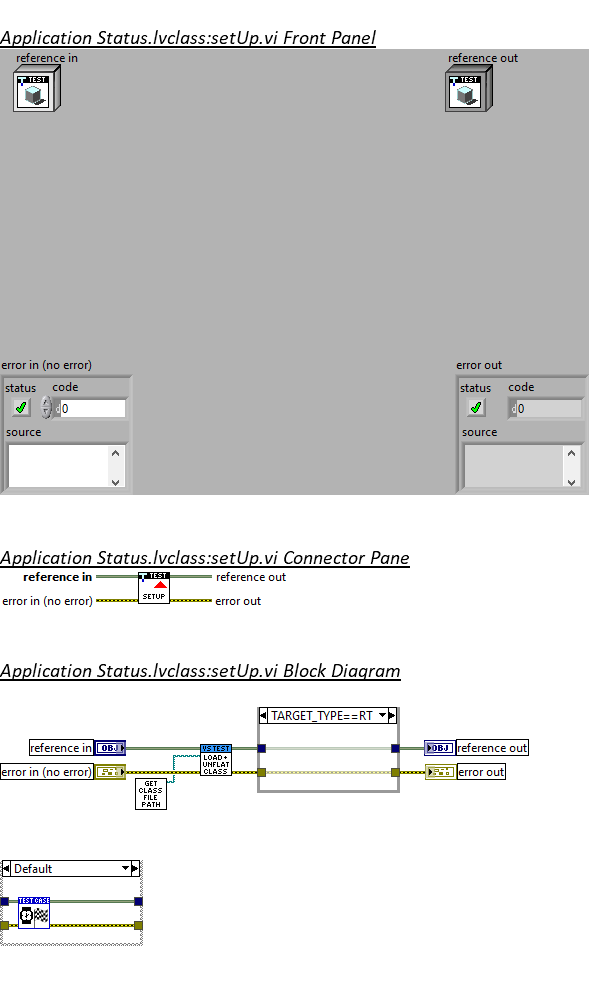 Application Status.lvclass:setUp.vi Front Panel
reference in
reference out
TEST
TEST
error in (no error)
error out
status code
status code
d 0
d 0
source
source
Application Status.lvclass:setUp.vi Connector Pane
reference in
TEST
reference out
error in (no error)
SETUP
error out
Application Status.lvclass:setUp.vi Block Diagram
TARGET_TYPE==RT
reference in
OBJ
VSTEST
OBJ
reference out
LOAD+
UNFLAT
CLASS
error in (no error)
error out
GET
CLASS
FILE
PATH
Default
TEST CASE